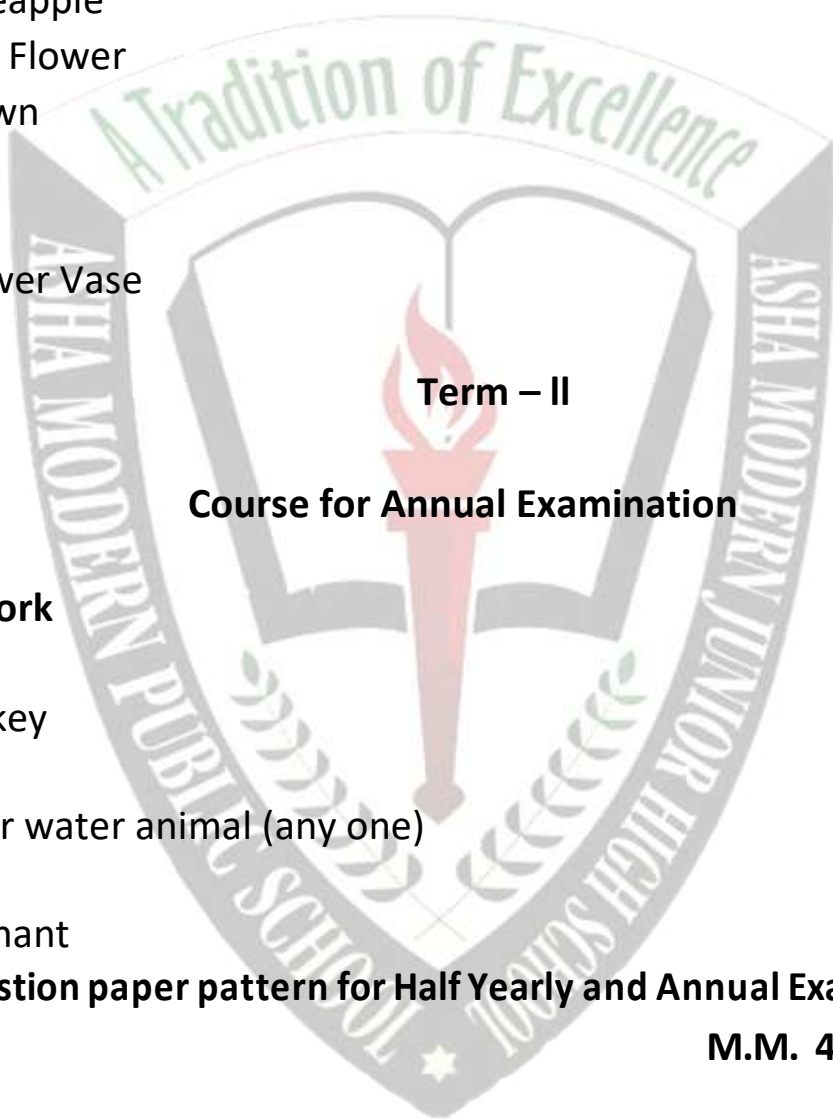 eapple
Flower
wn
wer Vase
Term – ll
Course for Annual Examination
ork
key
r water animal (any one)
hant
stion paper pattern for Half Yearly and Annual Exa
M.M. 4
A Tradition of Excellence
ASHA MODERN PUBLIC SCHOOL
ASHA MODERN JUNIOR HIGH SCHOOL